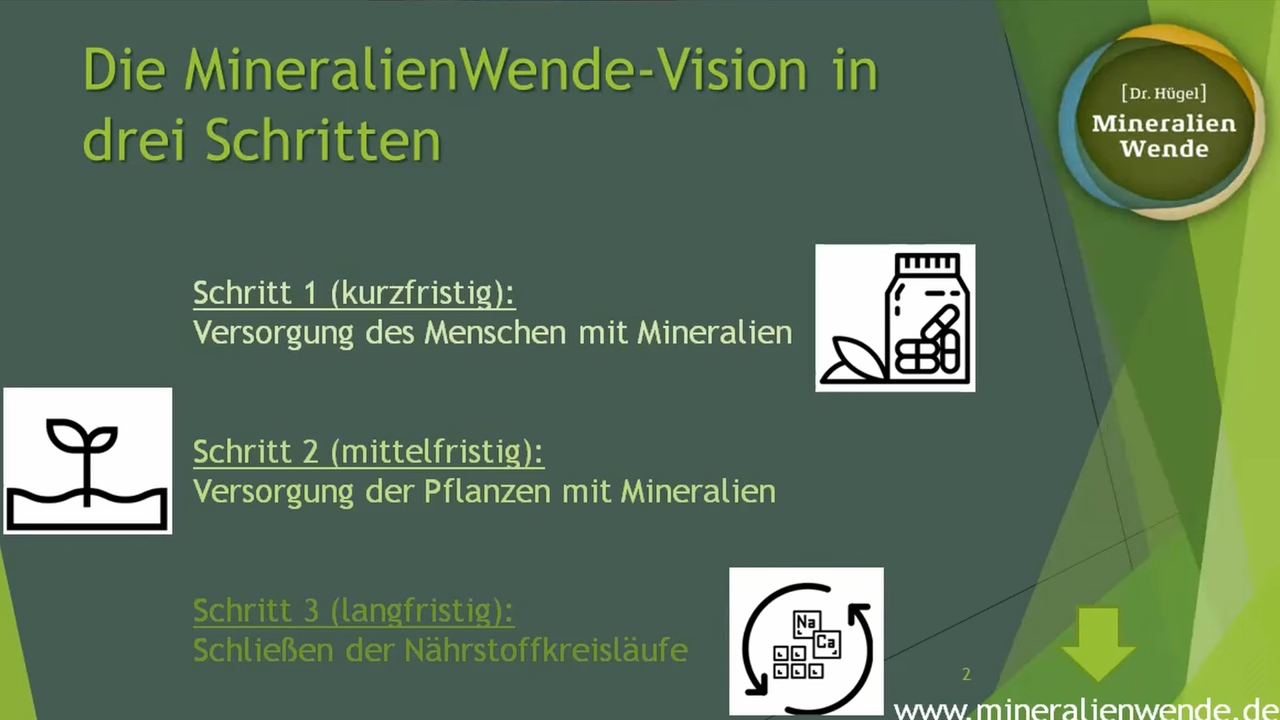 Die MineralienWende-Vision in
drei Schritten
[Dr. Hügel]
Mineralien
Wende
Schritt 1 (kurzfristig):
Versorgung des Menschen mit Mineralien
Schritt 2 (mittelfristig):
Versorgung der Pflanzen mit Mineralien
Schritt 3 (langfristig):
Schließen der Nährstoffkreisläufe
Na
Ca
2
www.mineralienwende.de